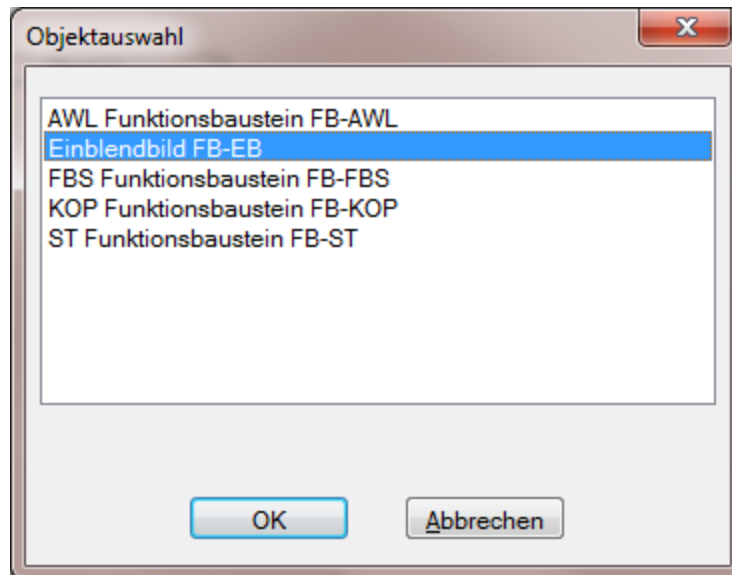 Objektauswahl
AWL Funktionsbaustein FB-AWL
Einblendbild FB-EB
FBS Funktionsbaustein FB-FBS
KOP Funktionsbaustein FB-KOP
ST Funktionsbaustein FB-ST
OK
Abbrechen